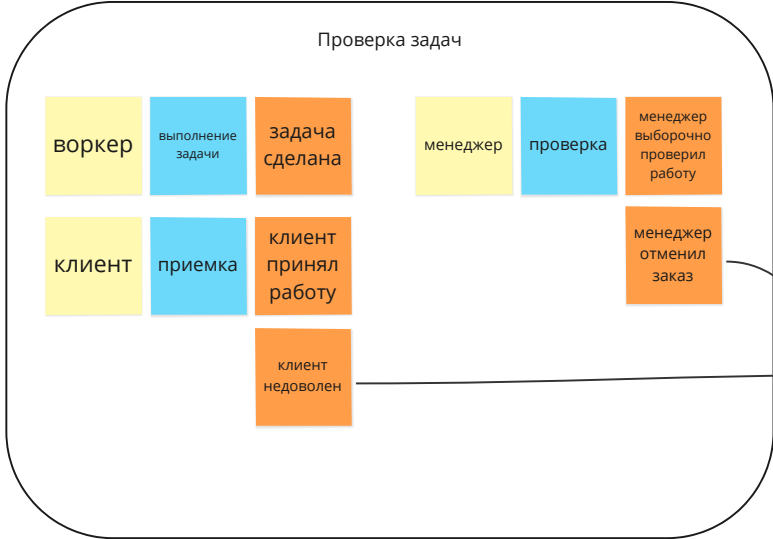 Проверка задач
воркер
выполнение
задачи
задача
сделана
менеджер
проверка
менеджер
выборочно
проверил
работу
клиент
приемка
клиент
принял
работу
менеджер
отменил
заказ
клиент
недоволен